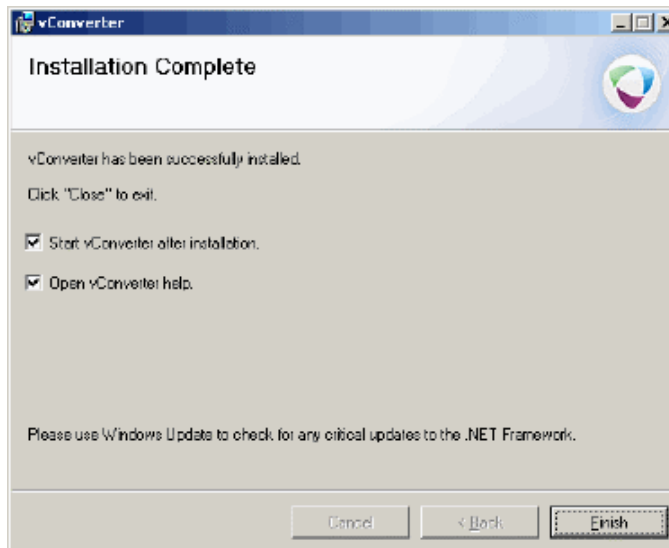 vConverter
Installation Complete
vConverter has been successfully installed.
Click "Close" to exit.
Start vConverter after installation.
Open vConverter help.
Please use Windows Update to check for any critical updates to the .NET Framework.
Cancel
< Back
Finish